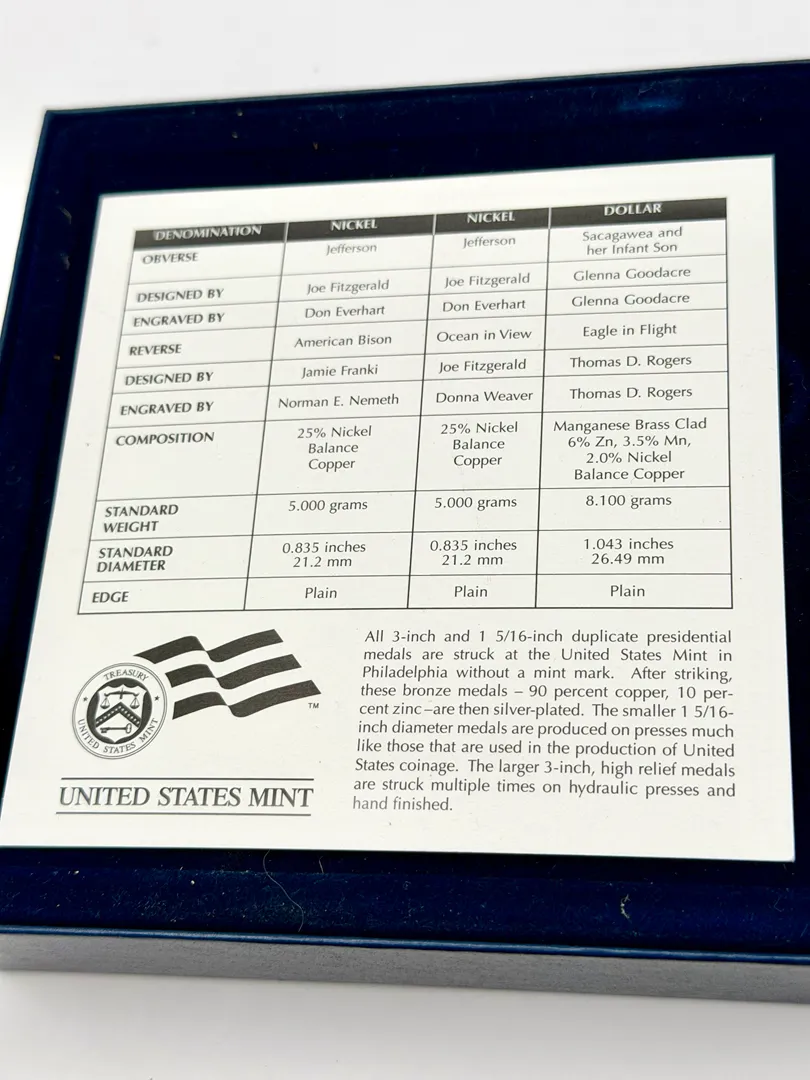 DENOMINATION NICKEL NICKEL DOLLAR
OBVERSE Jefferson Jefferson Sacagawea and
her Infant Son
DESIGNED BY Joe Fitzgerald Joe Fitzgerald Glenna Goodacre
ENGRAVED BY Don Everhart Don Everhart Glenna Goodacre
REVERSE American Bison Ocean in View Eagle in Flight
DESIGNED BY Jamie Franki Joe Fitzgerald Thomas D. Rogers
ENGRAVED BY Norman E. Nemeth Donna Weaver Thomas D. Rogers
COMPOSITION 25% Nickel 25% Nickel Manganese Brass Clad
Balance Balance 6% Zn, 3.5% Mn,
Copper Copper 2.0% Nickel
Balance Copper
STANDARD 5.000 grams 5.000 grams 8.100 grams
WEIGHT
STANDARD 0.835 inches 0.835 inches 1.043 inches
DIAMETER 21.2 mm 21.2 mm 26.49 mm
EDGE Plain Plain Plain
TREASURY
UNITED STATES MINT
TM
UNITED STATES MINT
All 3-inch and 1 5/16-inch duplicate presidential
medals are struck at the United States Mint in
Philadelphia without a mint mark. After striking,
these bronze medals – 90 percent copper, 10 per-
cent zinc–are then silver-plated. The smaller 1 5/16-
inch diameter medals are produced on presses much
like those that are used in the production of United
States coinage. The larger 3-inch, high relief medals
are struck multiple times on hydraulic presses and
hand finished.